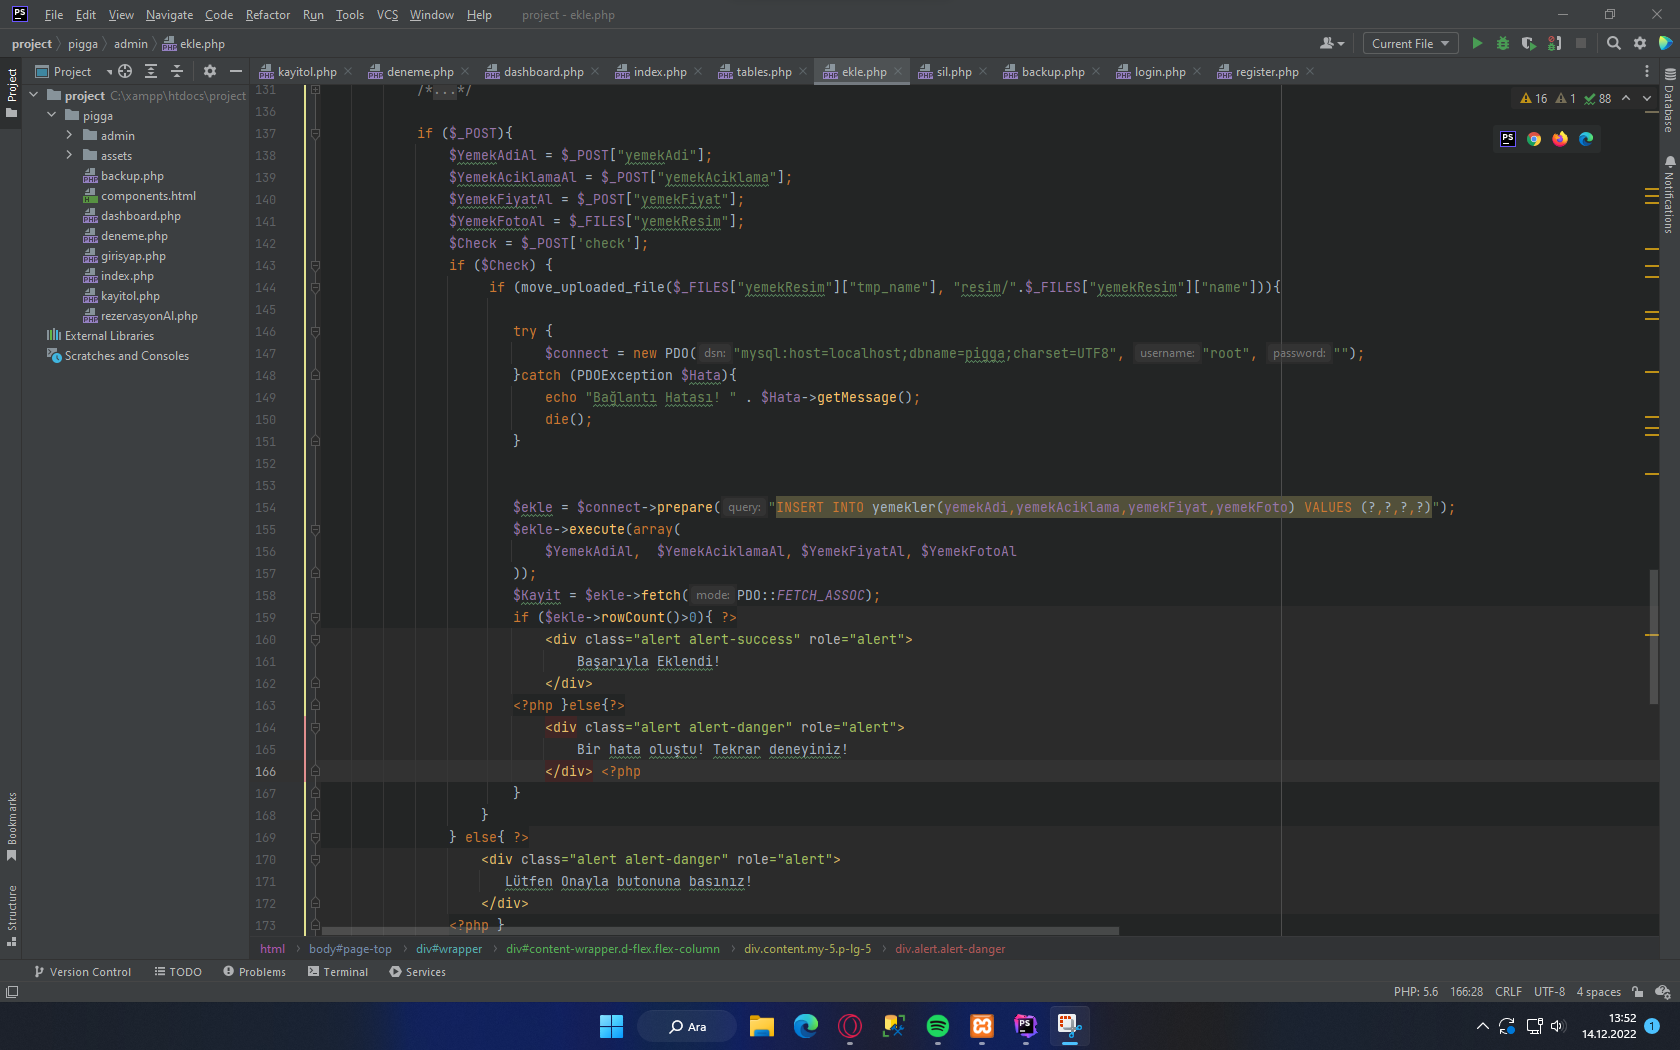 PS File Edit View Navigate Code Refactor Run Tools VCS Window Help project - ekle.php
project pigga admin ekle.php Current File
Project kayitol.php deneme.php dashboard.php index.php tables.php ekle.php sil.php backup.php login.php register.php
Project
Bookmarks
Structure
Database
Notifications
project C:\xampp\htdocs\project
pigga
admin
assets
backup.php
components.html
dashboard.php
deneme.php
girisyap.php
index.php
kayitol.php
rezervasyonAl.php
External Libraries
Scratches and Consoles
16 1 88
131 /*...*/
136
137 if ($_POST){
138 $YemekAdiAl = $_POST["yemekAdi"];
139 $YemekAciklamaAl = $_POST["yemekAciklama"];
140 $YemekFiyatAl = $_POST["yemekFiyat"];
141 $YemekFotoAl = $_FILES["yemekResim"];
142 $Check = $_POST['check'];
143 if ($Check) {
144 if (move_uploaded_file($_FILES["yemekResim"]["tmp_name"], "resim/".$_FILES["yemekResim"]["name"])){
145
146 try {
147 $connect = new PDO( dsn: "mysql:host=localhost;dbname=pigga;charset=UTF8", username: "root", password: "");
148 }catch (PDOException $Hata){
149 echo "Bağlantı Hatası! " . $Hata->getMessage();
150 die();
151 }
152
153
154 $ekle = $connect->prepare( query: "INSERT INTO yemekler(yemekAdi,yemekAciklama,yemekFiyat,yemekFoto) VALUES (?,?,?,?)");
155 $ekle->execute(array(
156 $YemekAdiAl, $YemekAciklamaAl, $YemekFiyatAl, $YemekFotoAl
157 ));
158 $Kayit = $ekle->fetch( mode: PDO::FETCH_ASSOC);
159 if ($ekle->rowCount()>0){ ?>
160 <div class="alert alert-success" role="alert">
161 Başarıyla Eklendi!
162 </div>
163 <?php }else{?>
164 <div class="alert alert-danger" role="alert">
165 Bir hata oluştu! Tekrar deneyiniz!
166 </div> <?php
167 }
168 }
169 } else{ ?>
170 <div class="alert alert-danger" role="alert">
171 Lütfen Onayla butonuna basınız!
172 </div>
173 <?php }
html body#page-top div#wrapper div#content-wrapper.d-flex.flex-column div.content.my-5.p-lg-5 div.alert.alert-danger
Version Control TODO Problems Terminal Services
PHP: 5.6 166:28 CRLF UTF-8 4 spaces
Ara
13:52
14.12.2022
1